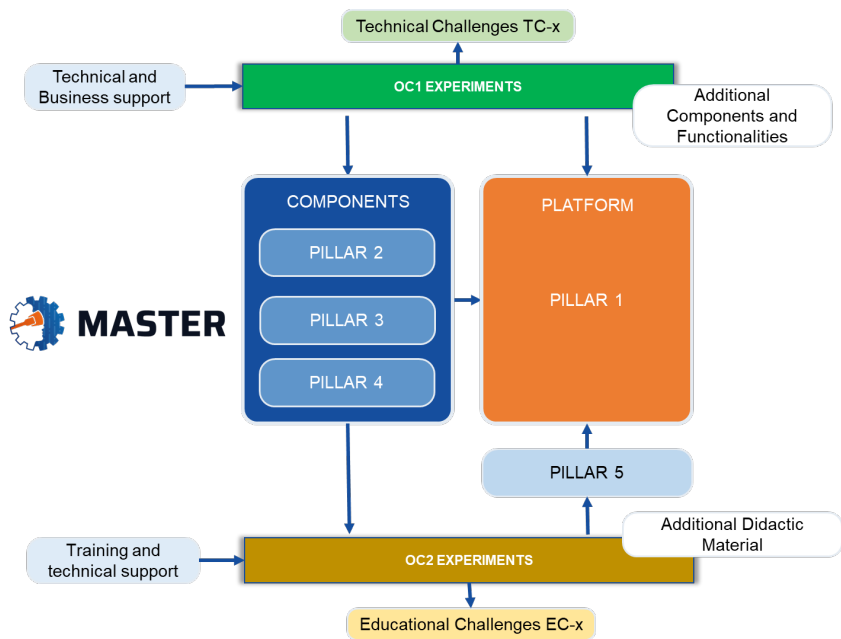 Technical Challenges TC-x
Technical and
Business support
OC1 EXPERIMENTS
Additional
Components and
Functionalities
COMPONENTS
PLATFORM
PILLAR 2
PILLAR 3
PILLAR 1
MASTER
PILLAR 4
PILLAR 5
Additional Didactic
Material
Training and
technical support
OC2 EXPERIMENTS
Educational Challenges EC-x